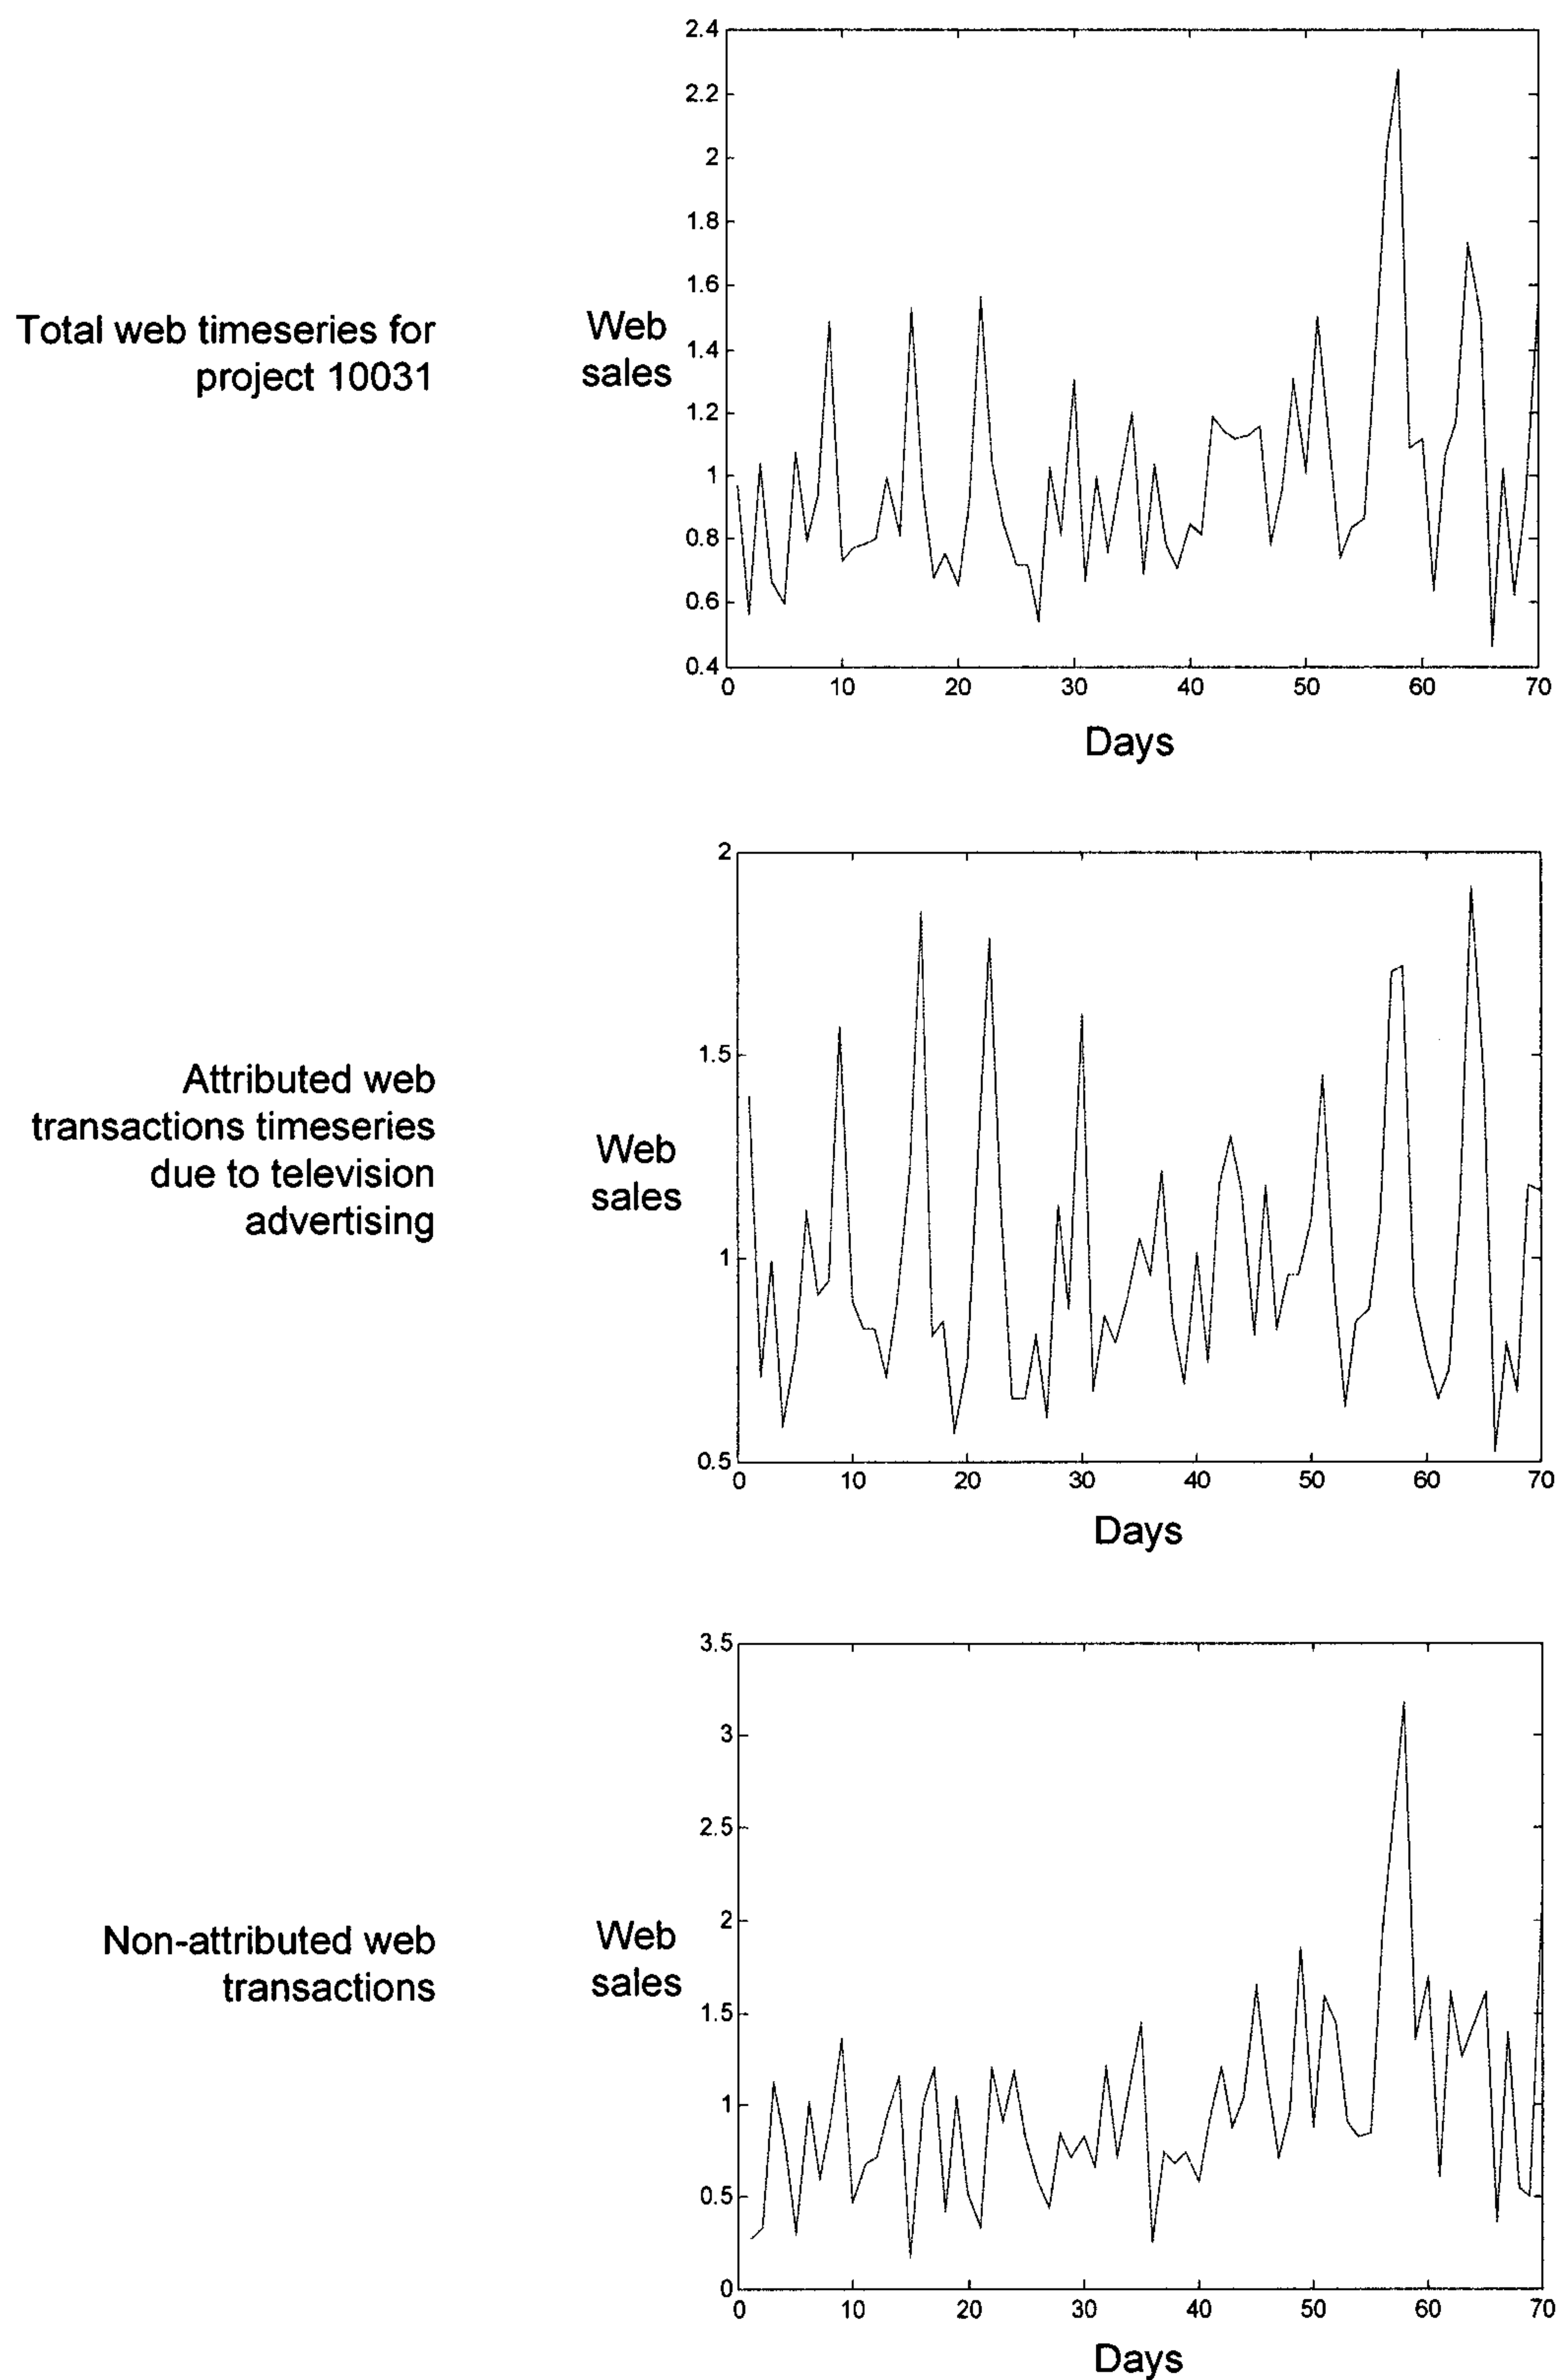 2.4
2.2
2
1.8
1.6
1.4
1.2
1
0.8
0.6
0.4
Total web timeseries for
project 10031
Web
sales
0 10 20 30 40 50 60 70
Days
2
1.5
1
0.5
Attributed web
transactions timeseries
due to television
advertising
Web
sales
0 10 20 30 40 50 60 70
Days
3.5
3
2.5
2
1.5
1
0.5
0
Non-attributed web
transactions
Web
sales
0 10 20 30 40 50 60 70
Days